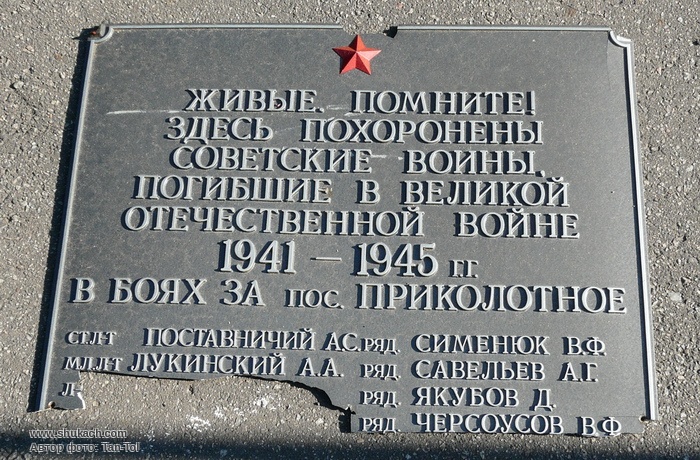 ЖИВЫЕ, ПОМНИТЕ!
ЗДЕСЬ ПОХОРОНЕНЫ
СОВЕТСКИЕ ВОИНЫ,
ПОГИБШИЕ В ВЕЛИКОЙ
ОТЕЧЕСТВЕННОЙ ВОЙНЕ
1941 — 1945 г.г.
В БОЯХ ЗА ПОС. ПРИКОЛОТНОЕ
СТ.Л-Т ПОСТАВНИЧИЙ А.С.
МЛ.Л-Т ЛУКИНСКИЙ А.А.
РЯД. СИМЕНЮК В.Ф.
РЯД. САВЕЛЬЕВ А.Г.
РЯД. ЯКУБОВ Д.
РЯД. ЧЕРСОУСОВ В.Ф
www.shukach.com
Автор фото: Tan-Tol